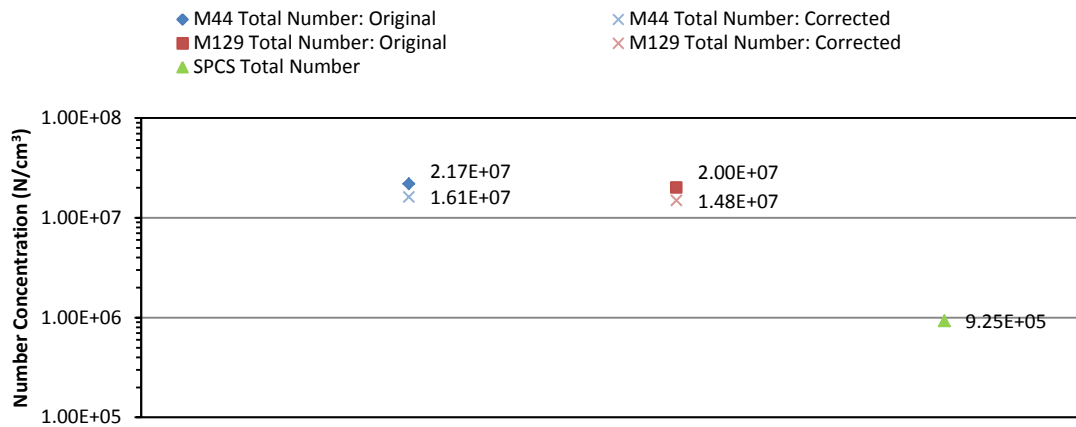 M44 Total Number: Original
M44 Total Number: Corrected
M129 Total Number: Original
M129 Total Number: Corrected
SPCS Total Number
Number Concentration (N/cm³)
1.00E+08
1.00E+07
1.00E+06
1.00E+05
2.17E+07
1.61E+07
2.00E+07
1.48E+07
9.25E+05